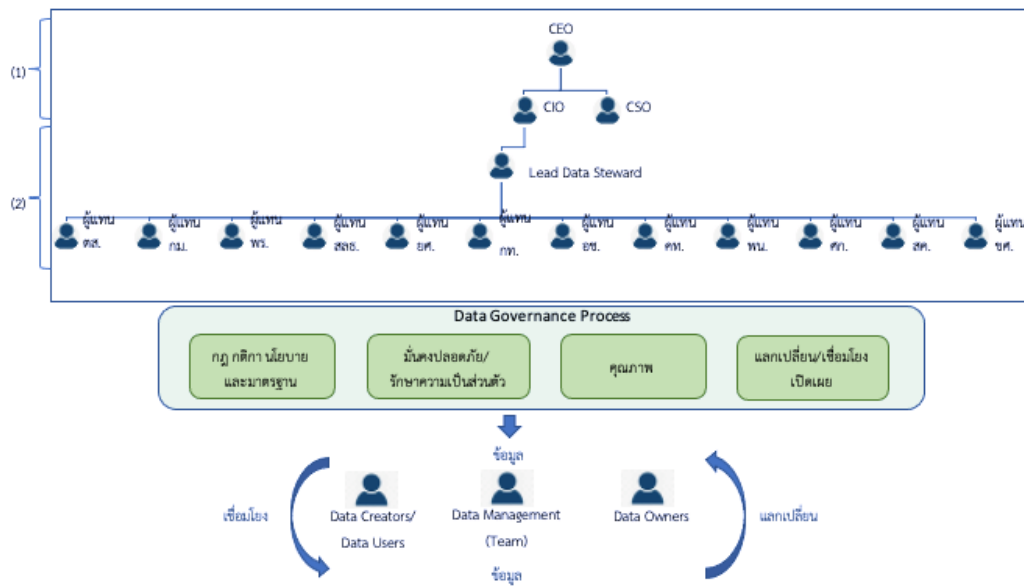 CEO
(1)
CIO
CSO
Lead Data Steward
(2)
ผู้แทน ผู้แทน ผู้แทน ผู้แทน ผู้แทน ผู้แทน ผู้แทน ผู้แทน ผู้แทน ผู้แทน ผู้แทน ผู้แทน
ตส. กม. พร. สลธ. ยศ. กท. อช. คท. พน. ศก. สค. ขศ.
Data Governance Process
กฎ กติกา นโยบาย
และมาตรฐาน
มั่นคงปลอดภัย/
รักษาความเป็นส่วนตัว
คุณภาพ
แลกเปลี่ยน/เชื่อมโยง
เปิดเผย
ข้อมูล
เชื่อมโยง
Data Creators/
Data Users
Data Management
(Team)
Data Owners
แลกเปลี่ยน
ข้อมูล